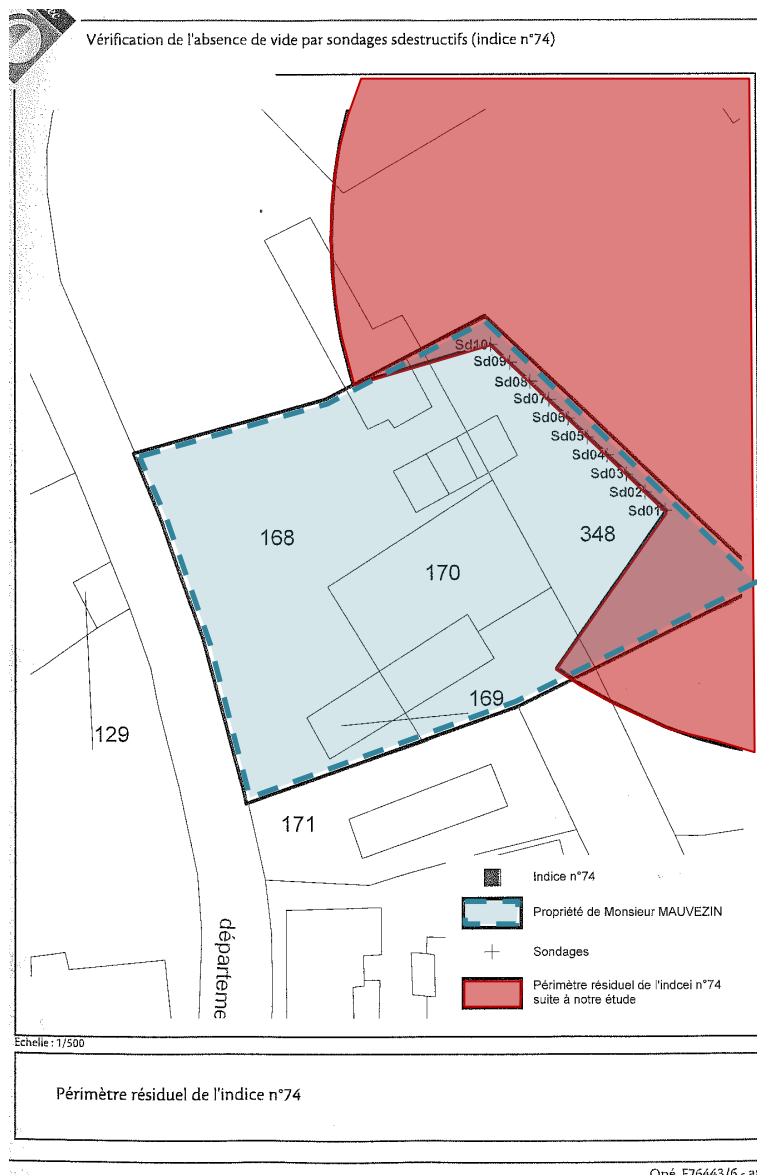 Vérification de l'absence de vide par sondages sdestructifs (indice n°74)
Sd10
Sd09
Sd08
Sd07
Sd06
Sd05
Sd04
Sd03
Sd02
Sd01
168
348
170
169
129
171
départeme
Indice n°74
Propriété de Monsieur MAUVEZIN
Sondages
Périmètre résiduel de l'indcei n°74
suite à notre étude
Echelle : 1/500
Périmètre résiduel de l'indice n°74